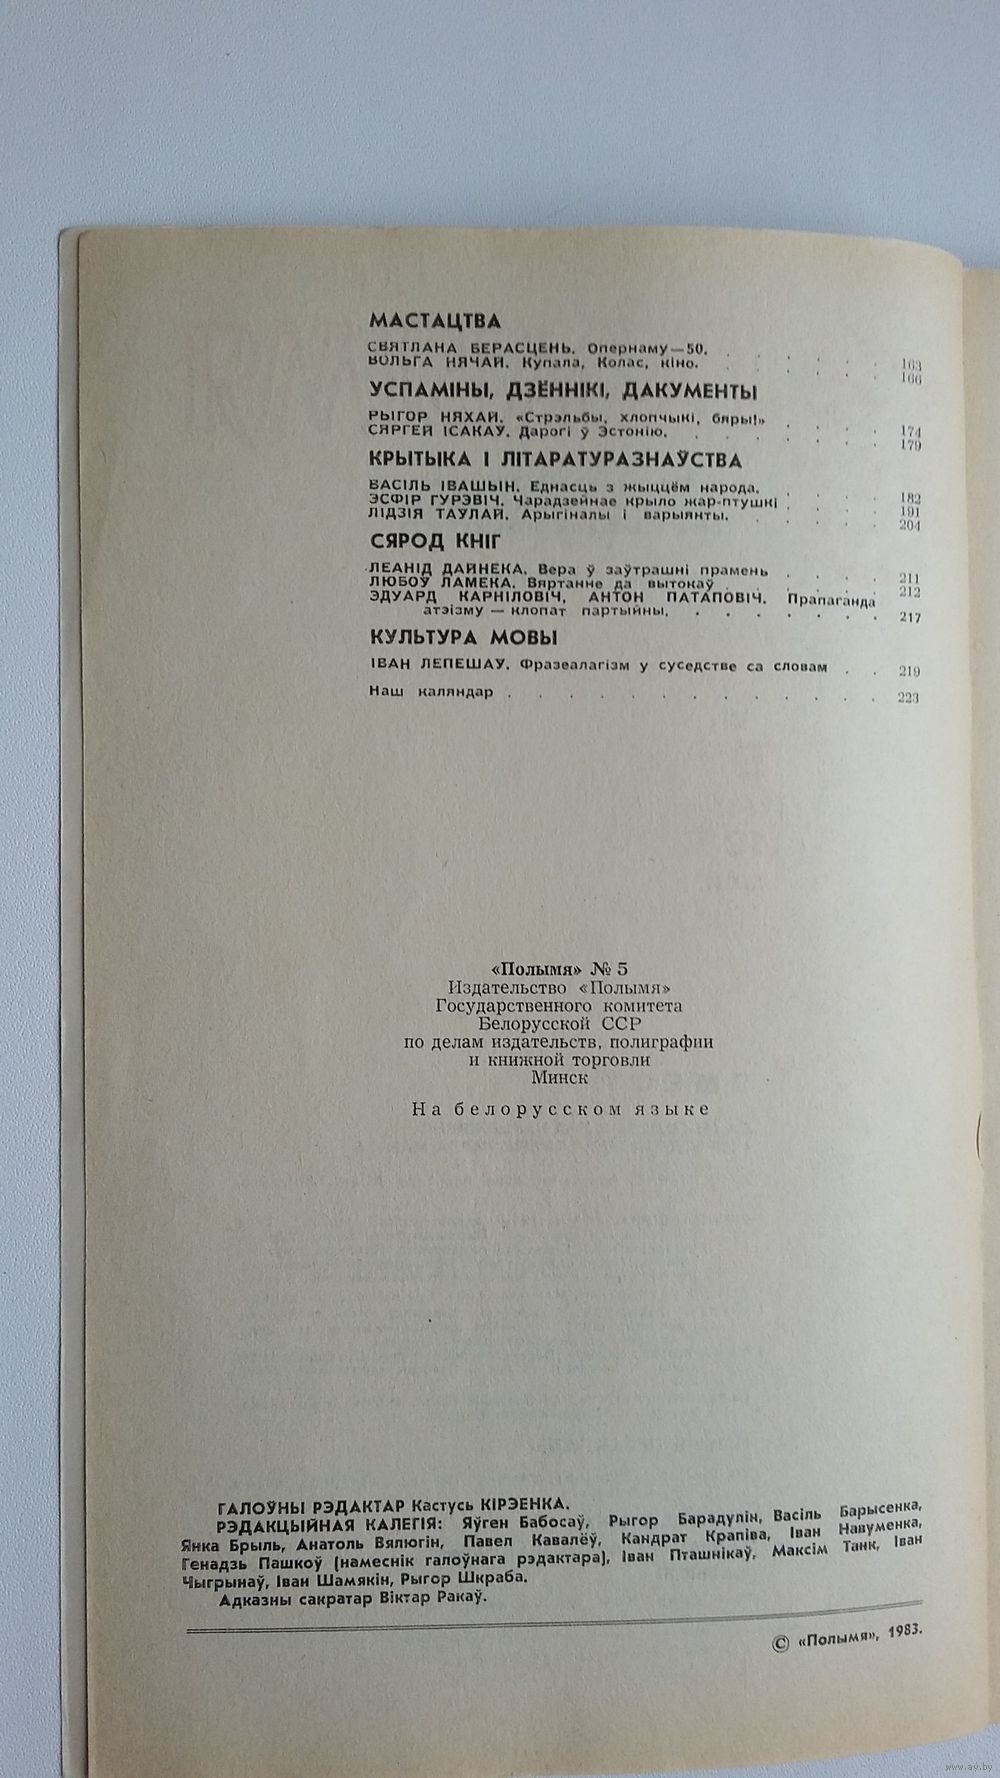 МАСТАЦТВА
СВЯТЛАНА БЕРАСЦЕНЬ. Опернаму — 50. . . . . . 163
ВОЛЬГА НЯЧАЙ. Купала, Колас, кіно. . . . . . 166
УСПАМІНЫ, ДЗЁННІКІ, ДАКУМЕНТЫ
РЫГОР НЯХАЙ. «Стрэльбы, хлопчыкі, бяры!» . . . . 174
СЯРГЕЙ ІСАКАЎ. Дарогі ў Эстонію. . . . . . . . 179
КРЫТЫКА І ЛІТАРАТУРАЗНАЎСТВА
ВАСІЛЬ ІВАШЫН. Еднасць з жыццём народа. . . . . 182
ЭСФІР ГУРЭВІЧ. Чарадзейнае крыло жар-птушкі . . . . 191
ЛІДЗІЯ ТАУЛАЙ. Арыгіналы і варыянты. . . . . . 204
СЯРОД КНІГ
ЛЕАНІД ДАЙНЕКА. Вера ў заўтрашні прамень . . . . 211
ЛЮБОЎ ЛАМЕКА. Вяртанне да вытокаў . . . . . . 212
ЭДУАРД КАРНІЛОВІЧ, АНТОН ПАТАПОВІЧ. Прапаганда
атэізму — клопат партыйны. . . . . . . . 217
КУЛЬТУРА МОВЫ
ІВАН ЛЕПЕШАУ. Фразеалагізм у суседстве са словам . . 219
Наш каляндар . . . . . . . . . . . . . 223
«Полымя» № 5
Издательство «Полымя»
Государственного комитета
Белорусской ССР
по делам издательств, полиграфии
и книжной торговли
Минск
На белорусском языке
ГАЛОЎНЫ РЭДАКТАР Кастусь КІРЭЕНКА.
РЭДАКЦЫЙНАЯ КАЛЕГІЯ: Яўген Бабосаў, Рыгор Барадулін, Васіль Барысенка,
Янка Брыль, Анатоль Вялюгін, Павел Кавалёў, Кандрат Крапіва, Іван Навуменка,
Генадзь Пашкоў (намеснік галоўнага рэдактара), Іван Пташнікаў, Максім Танк, Іван
Чыгрынаў, Іван Шамякін, Рыгор Шкраба.
Адказны сакратар Віктар Ракаў.
© «Полымя», 1983.
www.ay.by